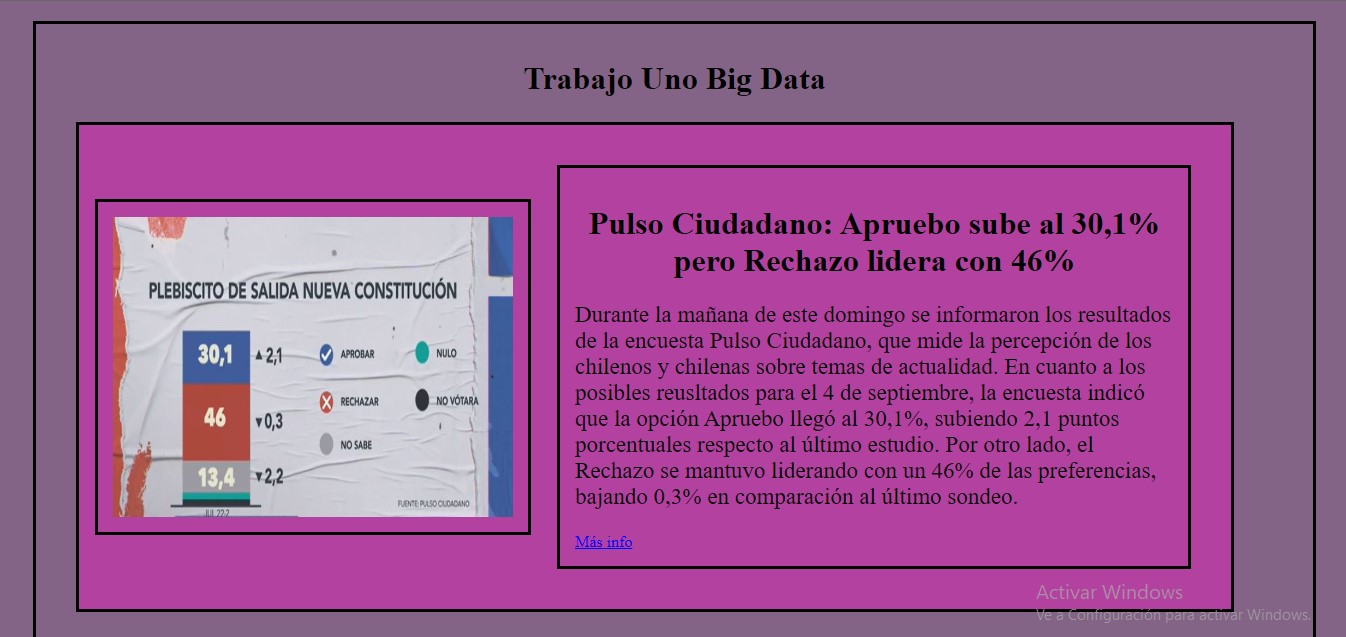 Trabajo Uno Big Data
PLEBISCITO DE SALIDA NUEVA CONSTITUCIÓN
30,1 ▲2,1
46 ▼0,3
13,4 ▼2,2
JUL 22-2
APROBAR
RECHAZAR
NO SABE
NULO
NO VÓTARA
FUENTE: PULSO CIUDADANO
Pulso Ciudadano: Apruebo sube al 30,1%
pero Rechazo lidera con 46%
Durante la mañana de este domingo se informaron los resultados
de la encuesta Pulso Ciudadano, que mide la percepción de los
chilenos y chilenas sobre temas de actualidad. En cuanto a los
posibles reusltados para el 4 de septiembre, la encuesta indicó
que la opción Apruebo llegó al 30,1%, subiendo 2,1 puntos
porcentuales respecto al último estudio. Por otro lado, el
Rechazo se mantuvo liderando con un 46% de las preferencias,
bajando 0,3% en comparación al último sondeo.
Más info
Activar Windows
Ve a Configuración para activar Windows.